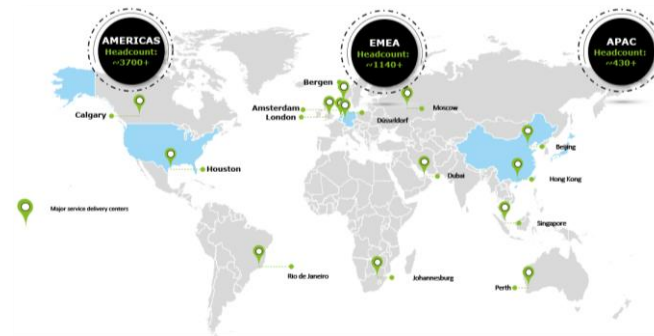 AMERICAS
Headcount:
~3700+
EMEA
Headcount:
~1140+
APAC
Headcount:
~430+
Bergen
Calgary
Amsterdam
London
Düsseldorf
Moscow
Beijing
Houston
Dubai
Hong Kong
Major service delivery centers
Singapore
Rio de Janeiro
Johannesburg
Perth